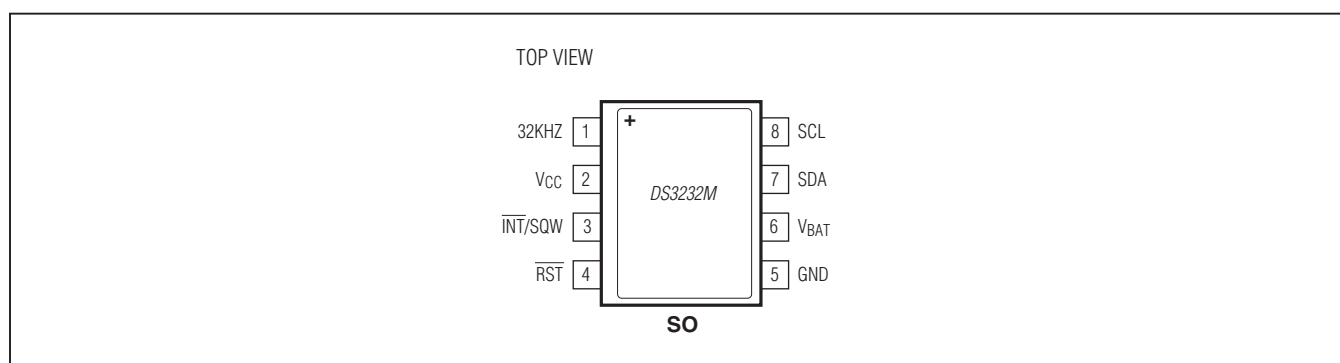 TOP VIEW
32KHZ 1 + 8 SCL
VCC 2 DS3232M 7 SDA
INT/SQW 3 6 VBAT
RST 4 5 GND
SO